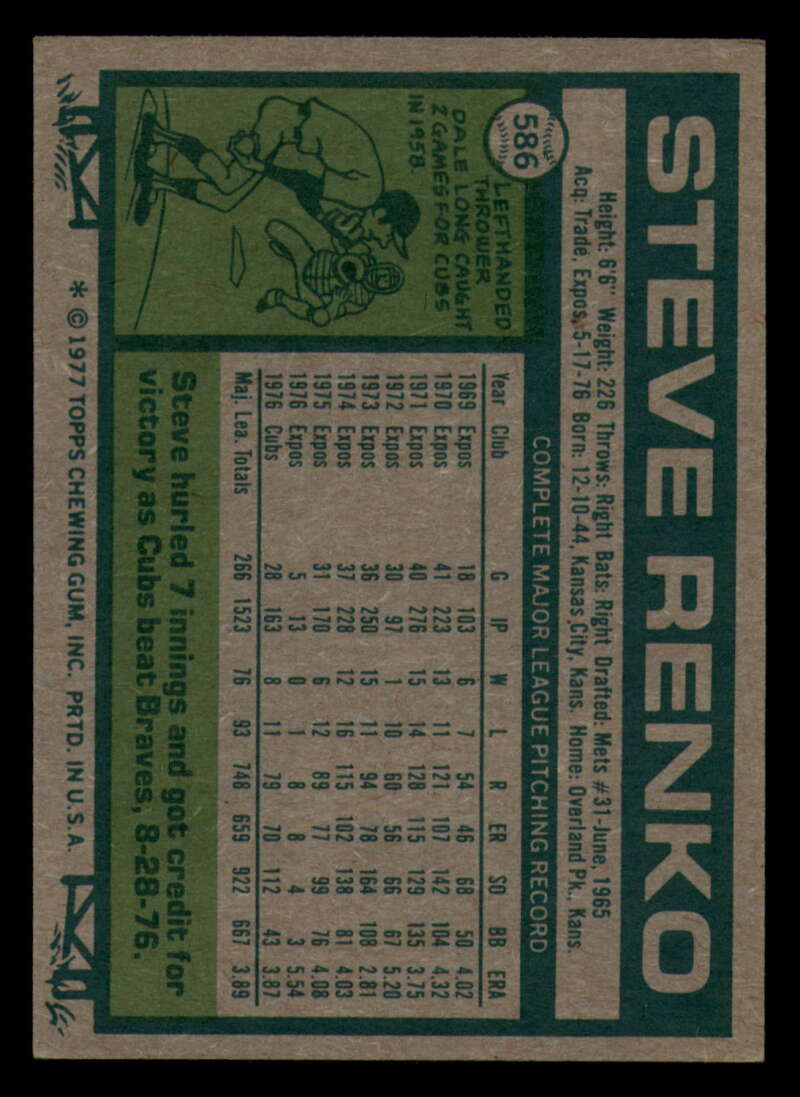 586
STEVE RENKO
Height: 6'6" Weight: 226 Throws: Right Bats: Right Drafted: Mets #31-June, 1965
Acq: Trade, Expos, 5-17-76 Born: 12-10-44, Kansas City, Kans. Home: Overland Pk., Kans.
LEFTHANDED
THROWER
DALE LONG CAUGHT
2 GAMES FOR CUBS
IN 1958.
COMPLETE MAJOR LEAGUE PITCHING RECORD
Year Club G IP W L R ER SO BB ERA
1969 Expos 18 103 6 7 54 46 68 50 4.02
1970 Expos 41 223 13 11 121 107 142 104 4.32
1971 Expos 40 276 15 14 128 115 129 135 3.75
1972 Expos 30 97 1 10 60 56 66 67 5.20
1973 Expos 36 250 15 11 94 78 164 108 2.81
1974 Expos 37 228 12 16 115 102 138 81 4.03
1975 Expos 31 170 6 12 89 77 99 76 4.08
1976 Expos 5 13 0 1 8 8 4 3 5.54
1976 Cubs 28 163 8 11 79 70 112 43 3.87
Maj. Lea. Totals 266 1523 76 93 748 659 922 667 3.89
Steve hurled 7 innings and got credit for
victory as Cubs beat Braves, 8-28-76.
* © 1977 TOPPS CHEWING GUM, INC. PRTD. IN U.S.A.